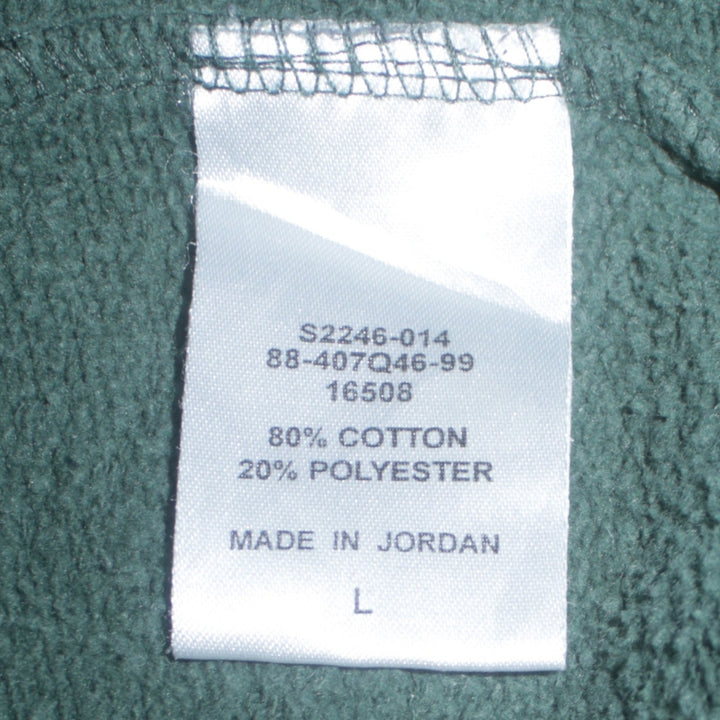 S2246-014
88-407Q46-99
16508
80% COTTON
20% POLYESTER
MADE IN JORDAN
L